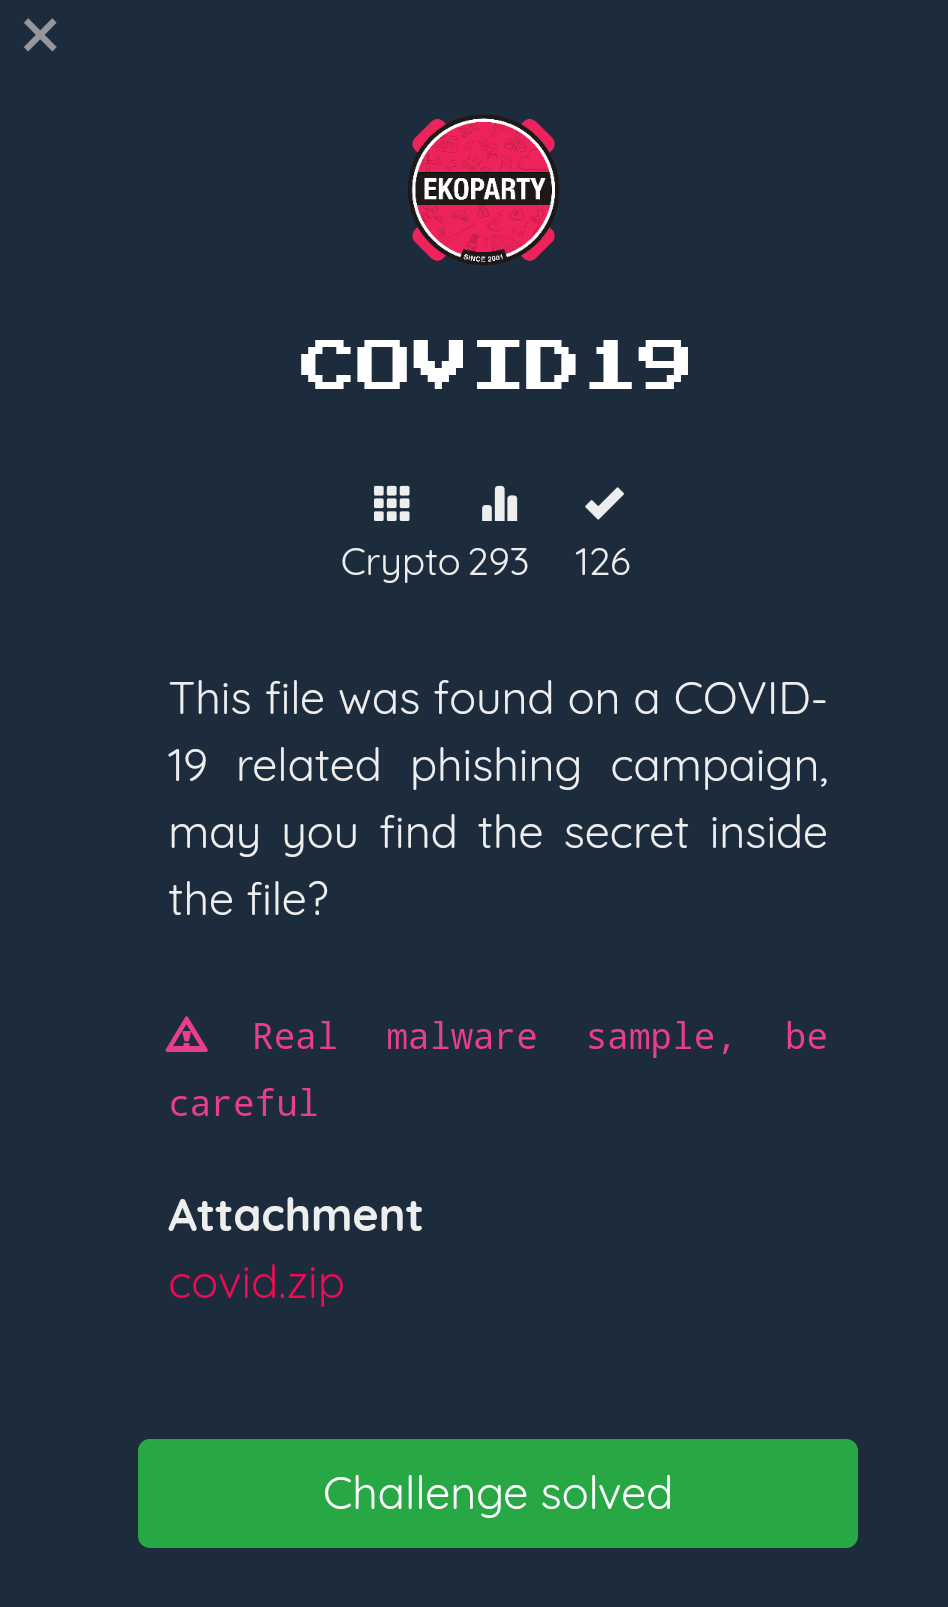 EKOPARTY
SINCE 2001
COVID19
Crypto 293 126
This file was found on a COVID-
19 related phishing campaign,
may you find the secret inside
the file?
Real malware sample, be
careful
Attachment
covid.zip
Challenge solved